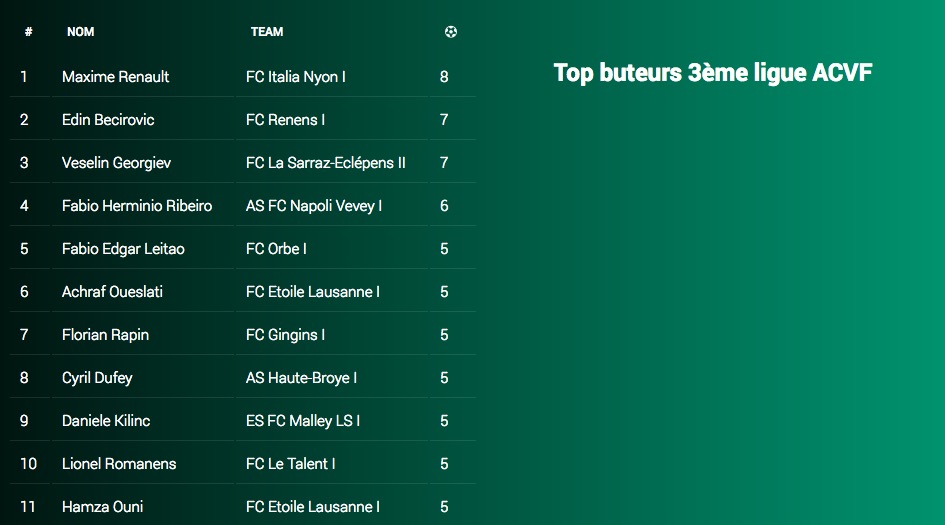 # NOM TEAM
Top buteurs 3ème ligue ACVF
1 Maxime Renault FC Italia Nyon I 8
2 Edin Becirovic FC Renens I 7
3 Veselin Georgiev FC La Sarraz-Eclépens II 7
4 Fabio Herminio Ribeiro AS FC Napoli Vevey I 6
5 Fabio Edgar Leitao FC Orbe I 5
6 Achraf Oueslati FC Etoile Lausanne I 5
7 Florian Rapin FC Gingins I 5
8 Cyril Dufey AS Haute-Broye I 5
9 Daniele Kilinc ES FC Malley LS I 5
10 Lionel Romanens FC Le Talent I 5
11 Hamza Ouni FC Etoile Lausanne I 5